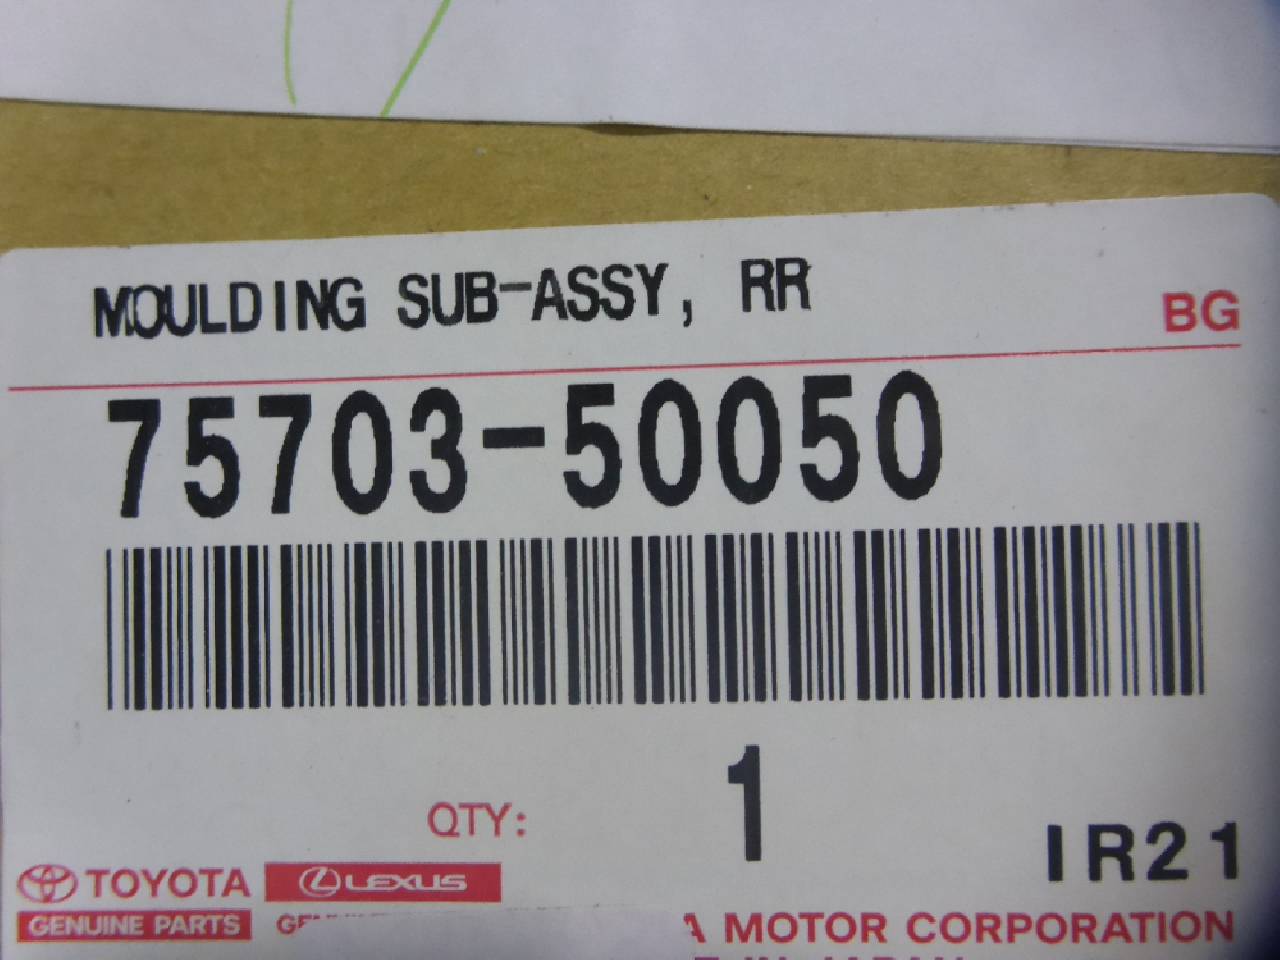 MOULDING SUB-ASSY, RR
BG
75703-50050
QTY: 1
IR21
TOYOTA
GENUINE PARTS
LEXUS
MOTOR CORPORATION